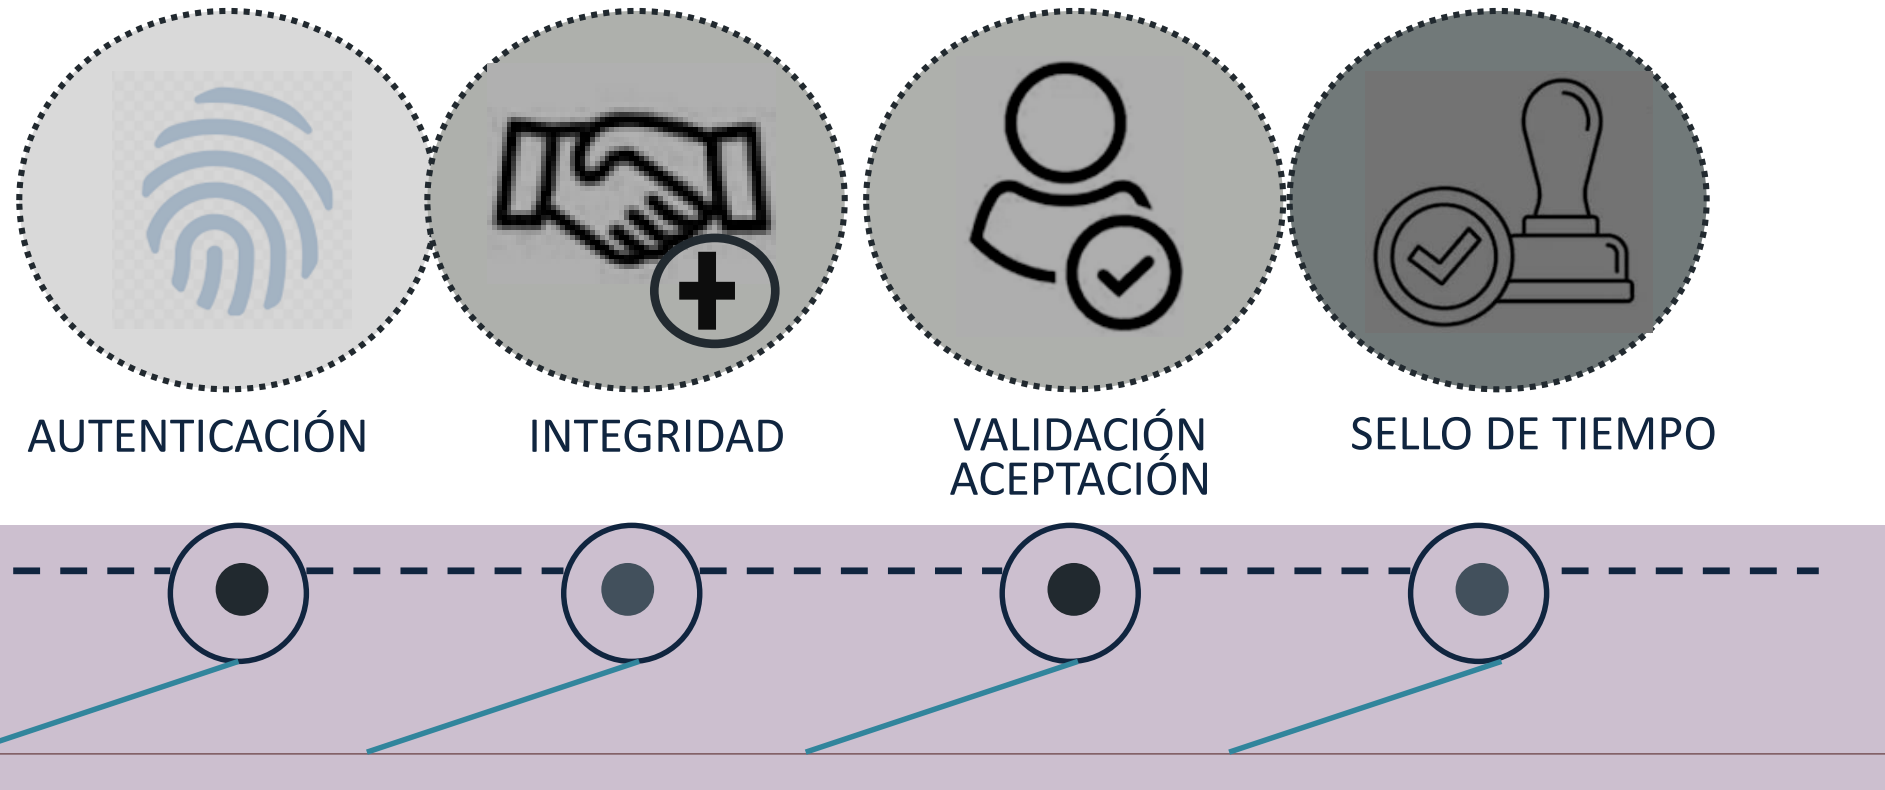 AUTENTICACIÓN
INTEGRIDAD
VALIDACIÓN
ACEPTACIÓN
SELLO DE TIEMPO